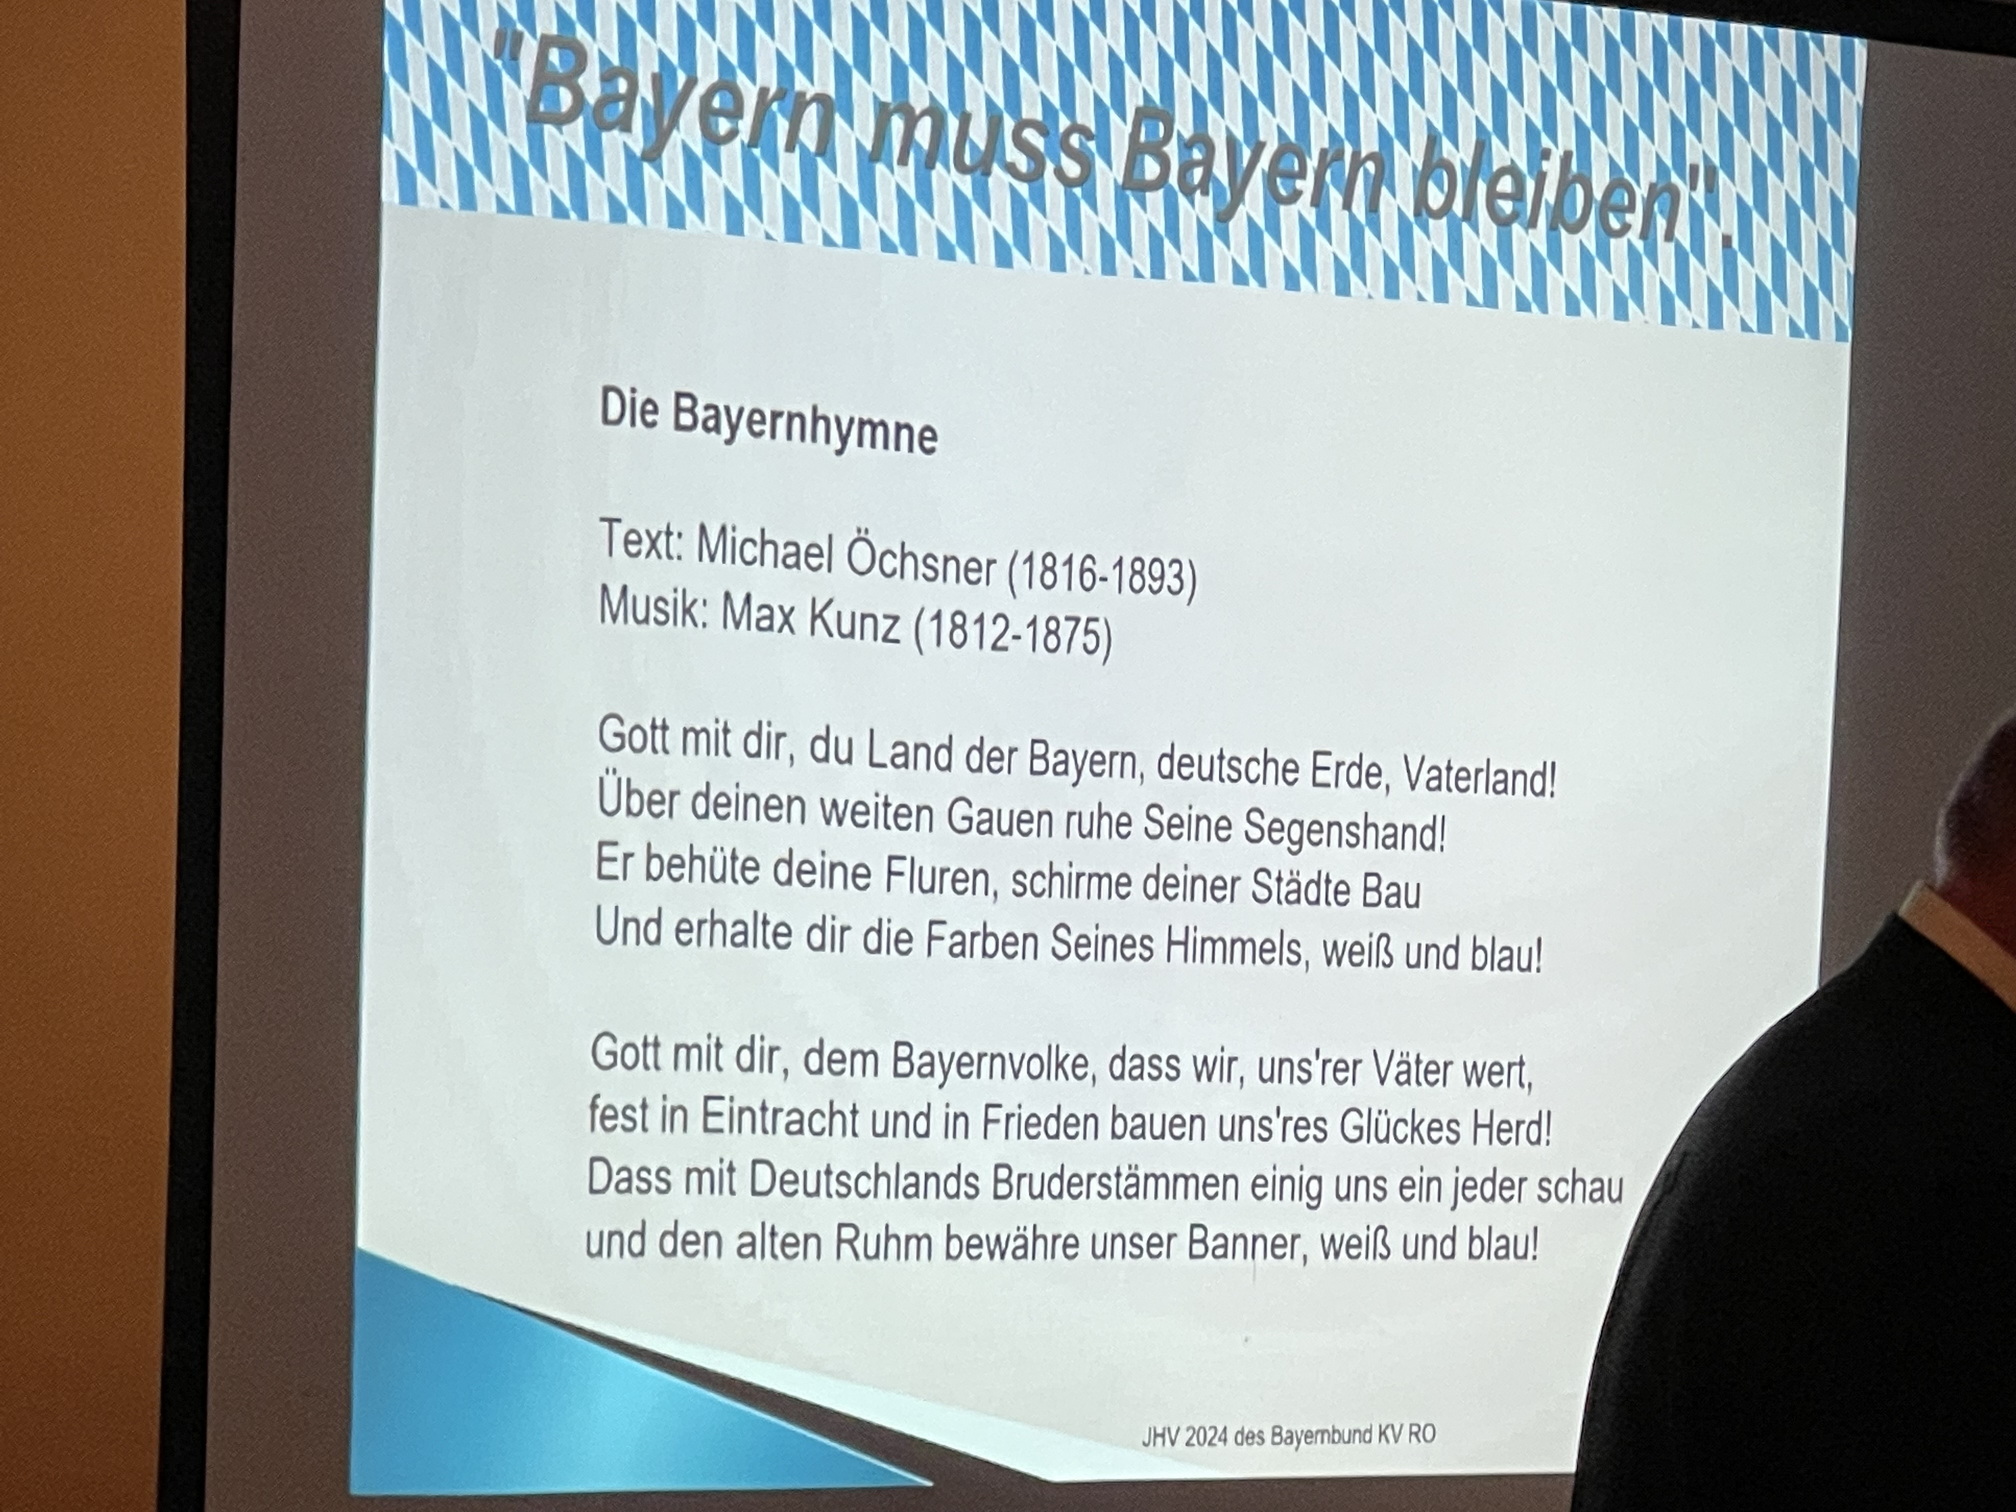 "Bayern muss Bayern bleiben".
Die Bayernhymne
Text: Michael Öchsner (1816-1893)
Musik: Max Kunz (1812-1875)
Gott mit dir, du Land der Bayern, deutsche Erde, Vaterland!
Über deinen weiten Gauen ruhe Seine Segenshand!
Er behüte deine Fluren, schirme deiner Städte Bau
Und erhalte dir die Farben Seines Himmels, weiß und blau!
Gott mit dir, dem Bayernvolke, dass wir, uns'rer Väter wert,
fest in Eintracht und in Frieden bauen uns'res Glückes Herd!
Dass mit Deutschlands Bruderstämmen einig uns ein jeder schau
und den alten Ruhm bewähre unser Banner, weiß und blau!
JHV 2024 des Bayernbund KV RO